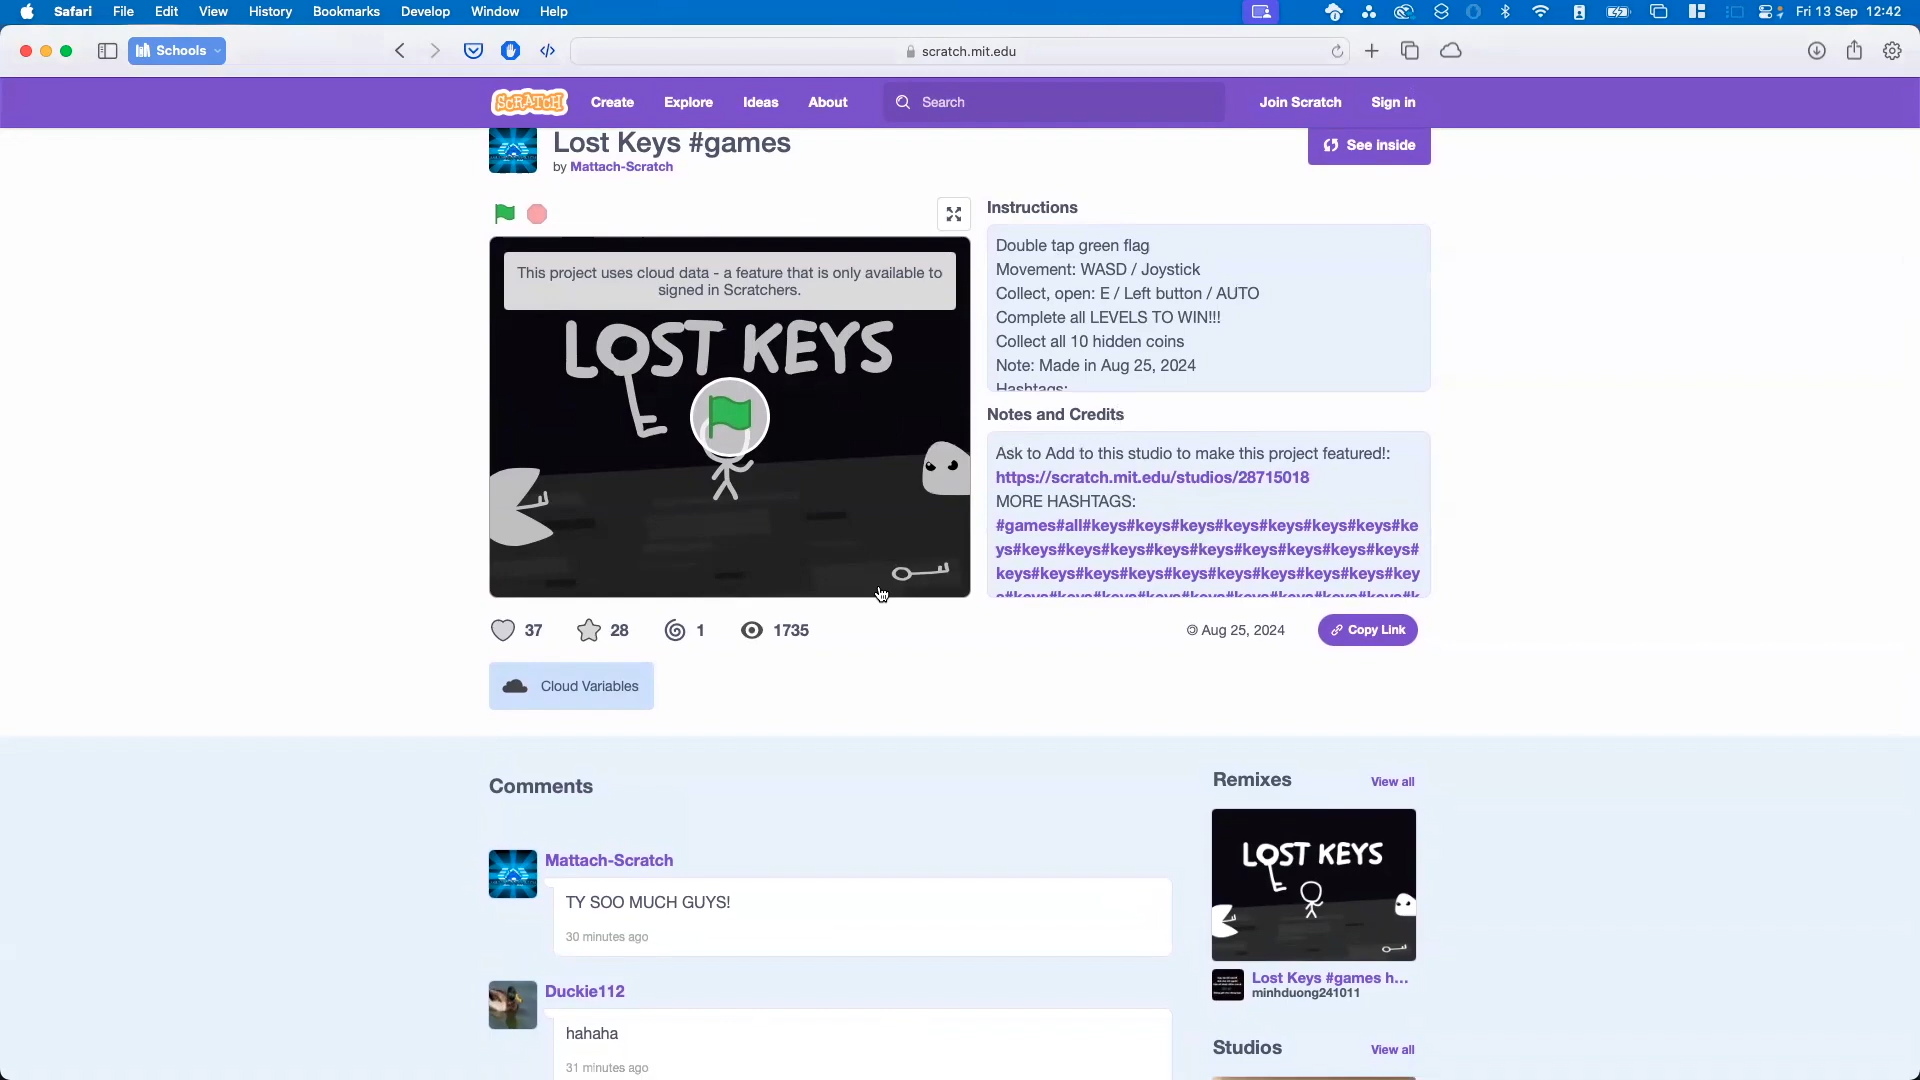 Safari File Edit View History Bookmarks Develop Window Help Fri 13 Sep 12:42
Schools scratch.mit.edu
SCRATCH Create Explore Ideas About Search Join Scratch Sign in
Lost Keys #games
by Mattach-Scratch
See inside
This project uses cloud data - a feature that is only available to
signed in Scratchers.
LOST KEYS
Instructions
Double tap green flag
Movement: WASD / Joystick
Collect, open: E / Left button / AUTO
Complete all LEVELS TO WIN!!!
Collect all 10 hidden coins
Note: Made in Aug 25, 2024
Hashtags:
Notes and Credits
Ask to Add to this studio to make this project featured!:
https://scratch.mit.edu/studios/28715018
MORE HASHTAGS:
#games#all#keys#keys#keys#keys#keys#keys#keys#ke
ys#keys#keys#keys#keys#keys#keys#keys#keys#keys#
keys#keys#keys#keys#keys#keys#keys#keys#keys#key
37 28 1 1735
© Aug 25, 2024
Copy Link
Cloud Variables
Comments
Mattach-Scratch
TY SOO MUCH GUYS!
30 minutes ago
Duckie112
hahaha
31 minutes ago
Remixes View all
LOST KEYS
Lost Keys #games h...
minhduong241011
Studios View all